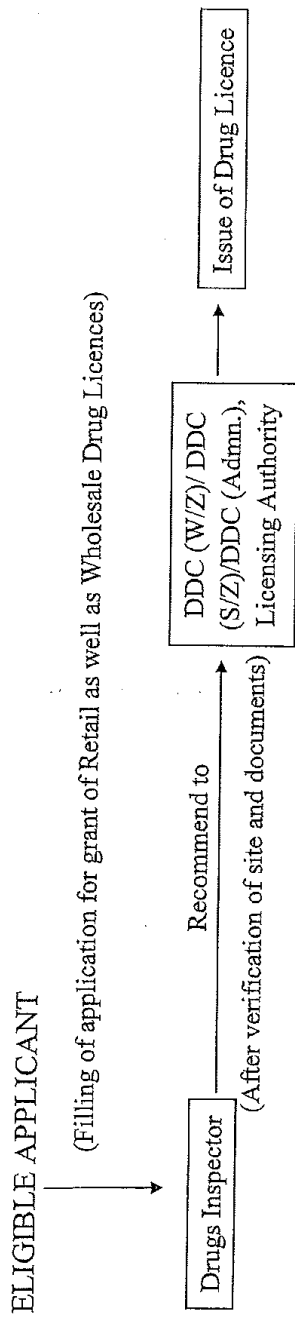 ELIGIBLE APPLICANT
(Filling of application for grant of Retail as well as Wholesale Drug Licences)
Drugs Inspector
Recommend to
(After verification of site and documents)
DDC (W/Z)/ DDC
(S/Z)/DDC (Admn.),
Licensing Authority
Issue of Drug Licence